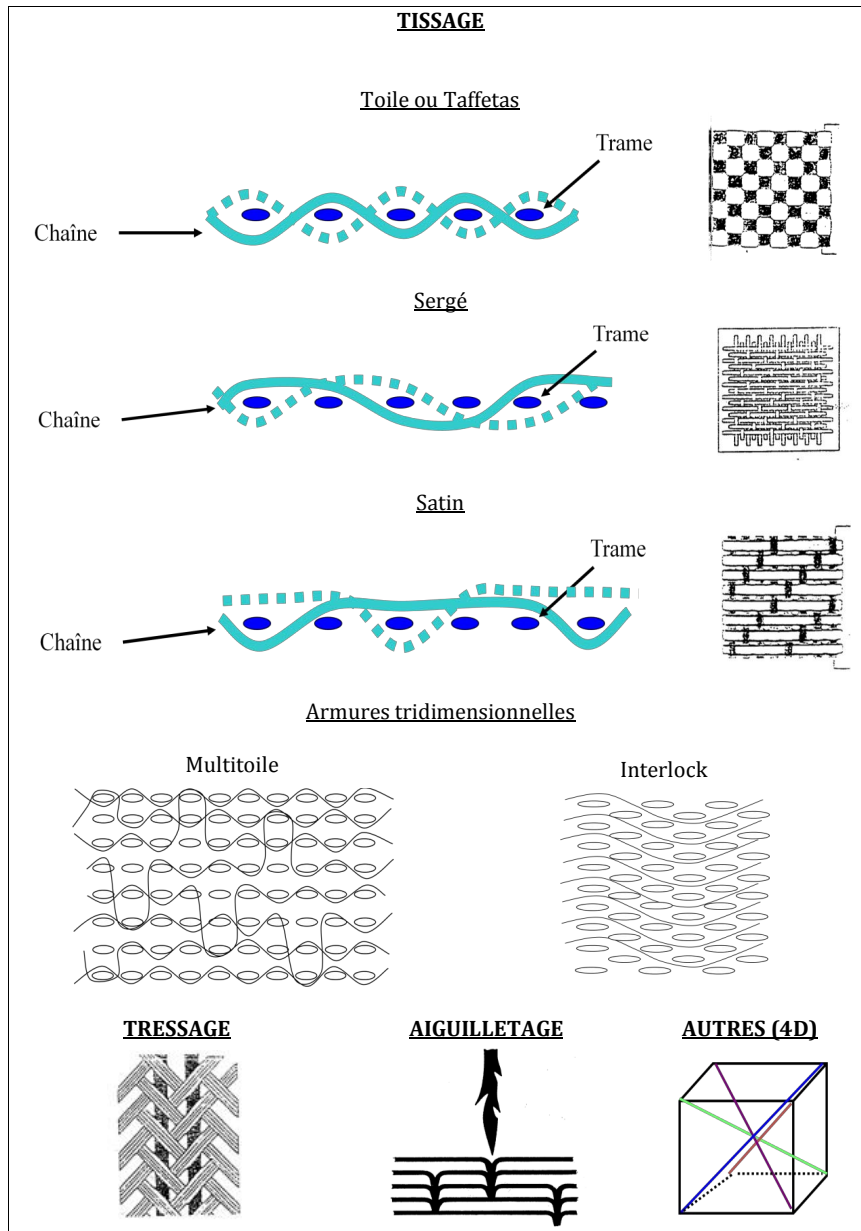 TISSAGE
Toile ou Taffetas
Trame
Chaîne
Sergé
Trame
Chaîne
Satin
Trame
Chaîne
Armures tridimensionnelles
Multitoile
Interlock
TRESSAGE
AIGUILLETAGE
AUTRES (4D)